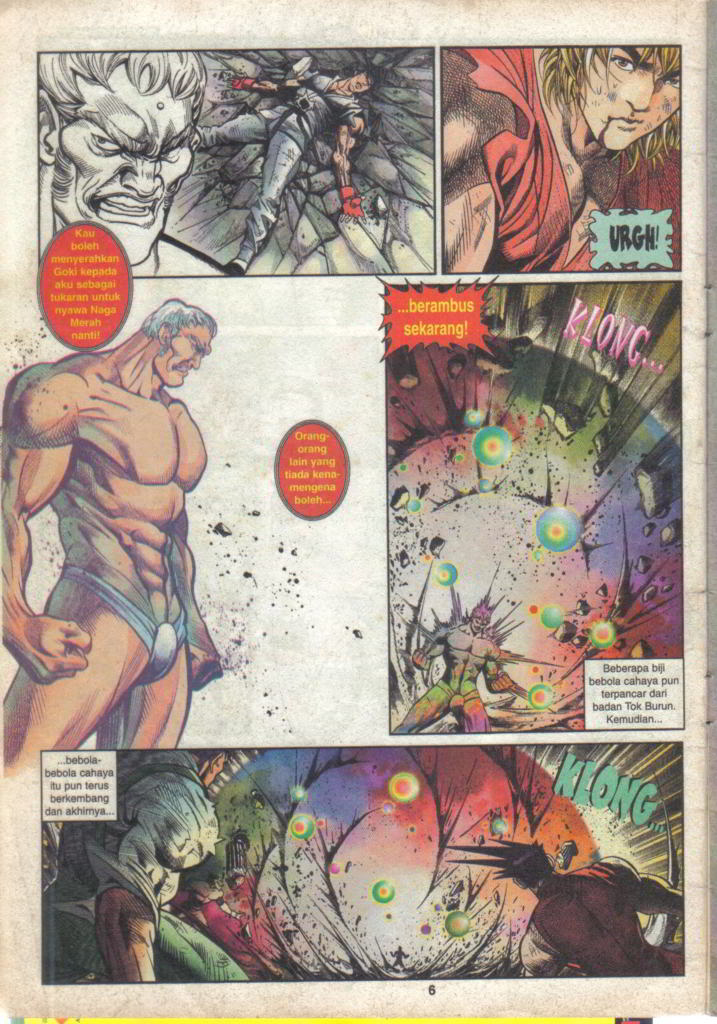 Kau
boleh
menyerahkan
Goki kepada
aku sebagai
tukaran untuk
nyawa Naga
Merah
nanti!
URGH!
...berambus
sekarang!
KLONG...
Orang-
orang
lain yang
tiada kena-
mengena
boleh...
Beberapa biji
bebola cahaya pun
terpancar dari
badan Tok Burun.
Kemudian...
...bebola-
bebola cahaya
itu pun terus
berkembang
dan akhirnya...
KLONG...
6